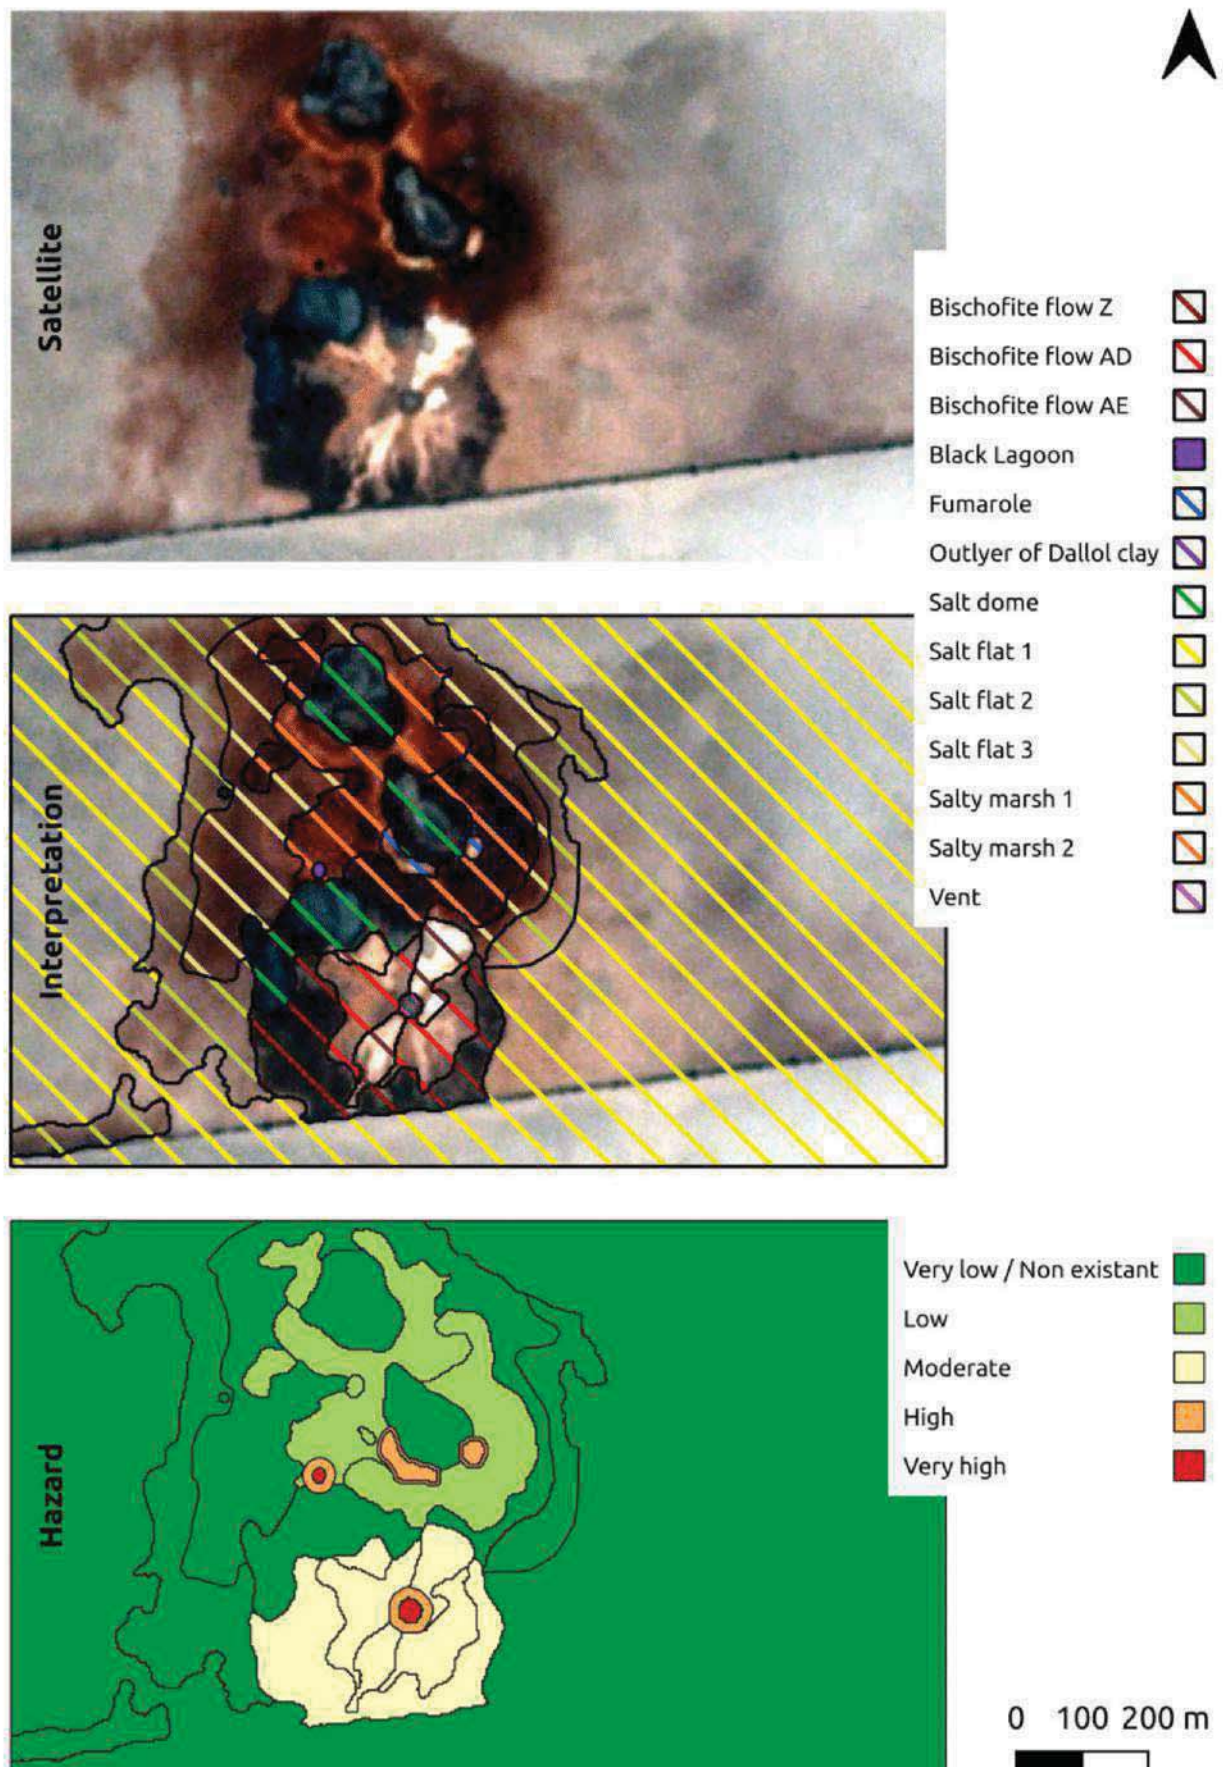 Satellite
Bischofite flow Z
Bischofite flow AD
Bischofite flow AE
Black Lagoon
Fumarole
Outlyer of Dallol clay
Salt dome
Salt flat 1
Salt flat 2
Salt flat 3
Salty marsh 1
Salty marsh 2
Vent
Interpretation
Hazard
Very low / Non existant
Low
Moderate
High
Very high
0 100 200 m